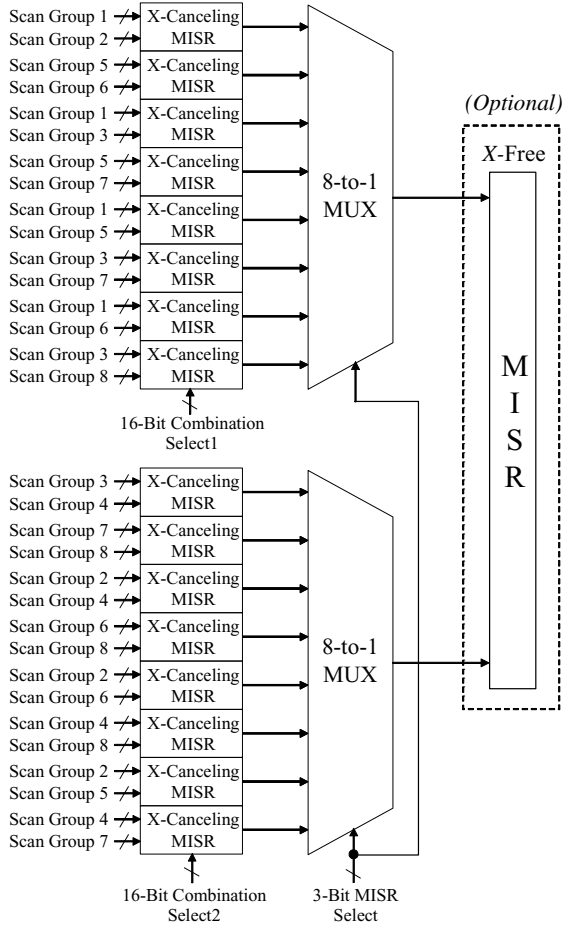 Scan Group 1
X-Canceling
Scan Group 2
MISR
Scan Group 5
X-Canceling
Scan Group 6
MISR
Scan Group 1
X-Canceling
Scan Group 3
MISR
Scan Group 5
X-Canceling
Scan Group 7
MISR
Scan Group 1
X-Canceling
Scan Group 5
MISR
Scan Group 3
X-Canceling
Scan Group 7
MISR
Scan Group 1
X-Canceling
Scan Group 6
MISR
Scan Group 3
X-Canceling
Scan Group 8
MISR
16-Bit Combination
Select1
8-to-1
MUX
(Optional)
X-Free
M
I
S
R
Scan Group 3
X-Canceling
Scan Group 4
MISR
Scan Group 7
X-Canceling
Scan Group 8
MISR
Scan Group 2
X-Canceling
Scan Group 4
MISR
Scan Group 6
X-Canceling
Scan Group 8
MISR
Scan Group 2
X-Canceling
Scan Group 6
MISR
Scan Group 4
X-Canceling
Scan Group 8
MISR
Scan Group 2
X-Canceling
Scan Group 5
MISR
Scan Group 4
X-Canceling
Scan Group 7
MISR
8-to-1
MUX
16-Bit Combination
Select2
3-Bit MISR
Select